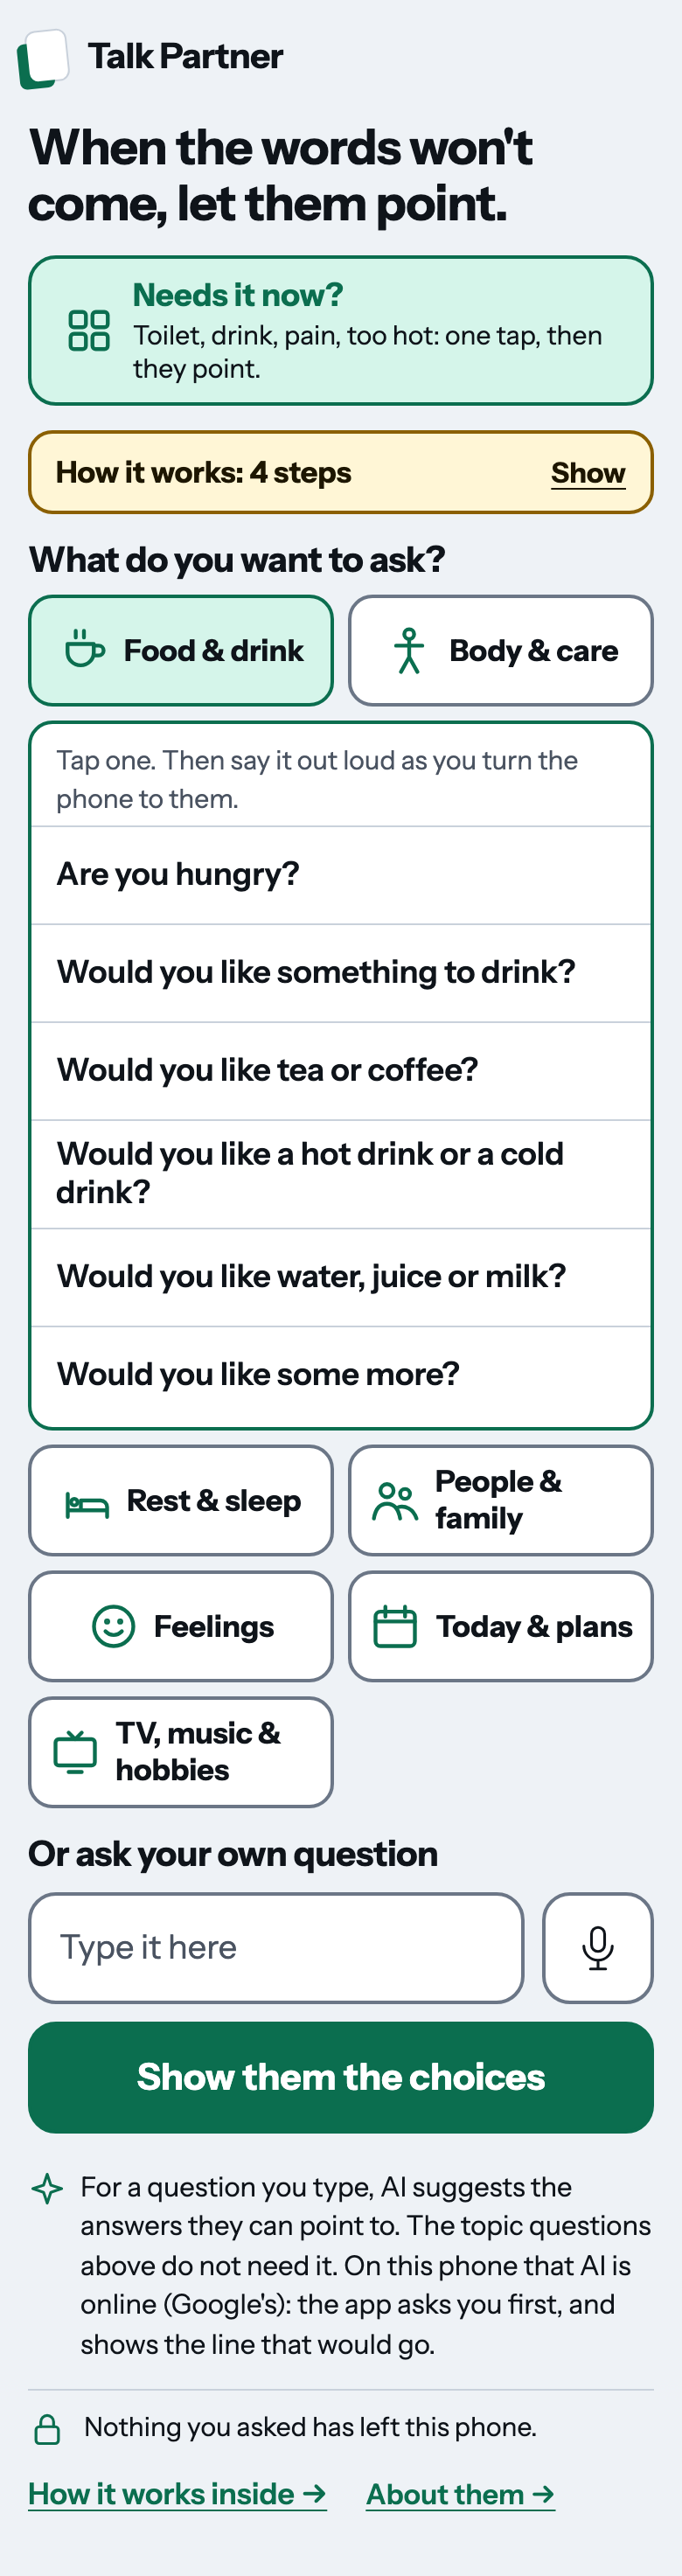 Talk Partner
When the words won't
come, let them point.
Needs it now?
Toilet, drink, pain, too hot: one tap, then
they point.
How it works: 4 steps
Show
What do you want to ask?
Food & drink
Body & care
Tap one. Then say it out loud as you turn the
phone to them.
Are you hungry?
Would you like something to drink?
Would you like tea or coffee?
Would you like a hot drink or a cold
drink?
Would you like water, juice or milk?
Would you like some more?
Rest & sleep
People &
family
Feelings
Today & plans
TV, music &
hobbies
Or ask your own question
Type it here
Show them the choices
For a question you type, AI suggests the
answers they can point to. The topic questions
above do not need it. On this phone that AI is
online (Google's): the app asks you first, and
shows the line that would go.
Nothing you asked has left this phone.
How it works inside →
About them →